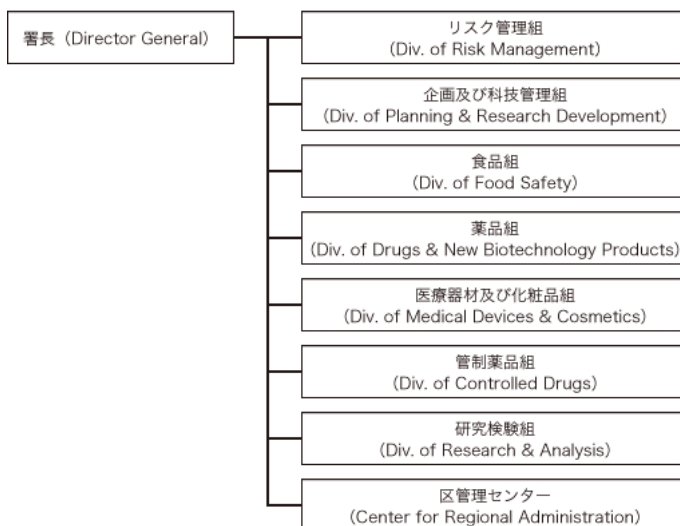 署長（Director General）
リスク管理組
(Div. of Risk Management)
企画及び科技管理組
(Div. of Planning & Research Development)
食品組
(Div. of Food Safety)
薬品組
(Div. of Drugs & New Biotechnology Products)
医療器材及び化粧品組
(Div. of Medical Devices & Cosmetics)
管制薬品組
(Div. of Controlled Drugs)
研究検験組
(Div. of Research & Analysis)
区管理センター
(Center for Regional Administration)